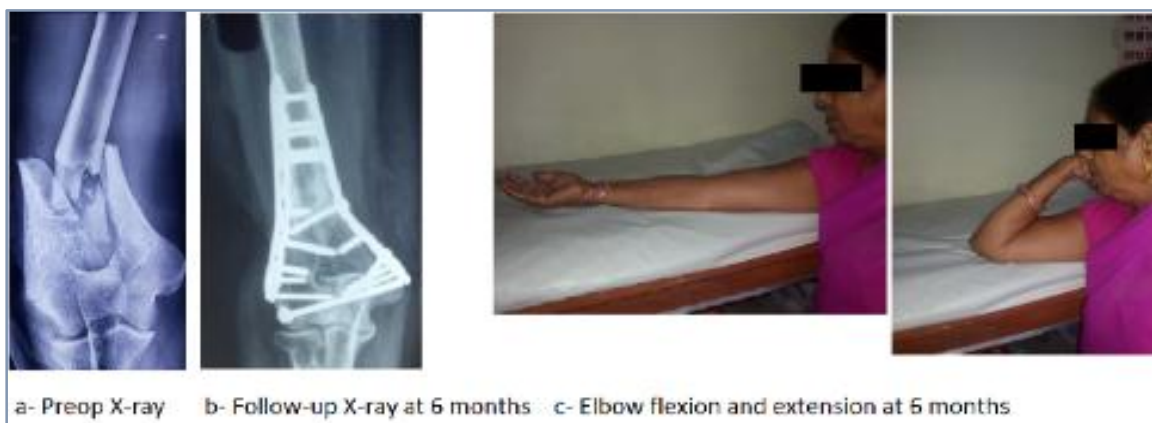 a- Preop X-ray b- Follow-up X-ray at 6 months c- Elbow flexion and extension at 6 months